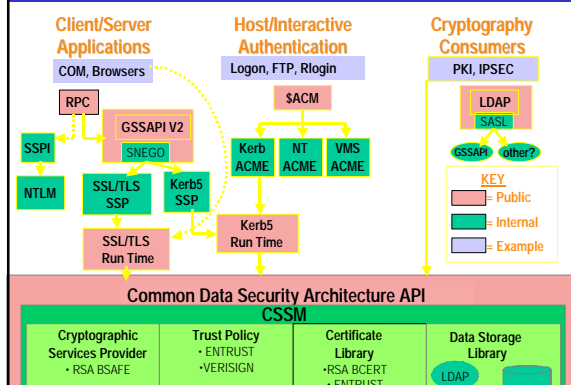 Client/Server
Applications
Host/Interactive
Authentication
Cryptography
Consumers
COM, Browsers
Logon, FTP, Rlogin
PKI, IPSEC
RPC
$ACM
LDAP
SASL
GSSAPI V2
SNEGO
SSPI
Kerb
ACME
NT
ACME
VMS
ACME
GSSAPI
other?
NTLM
SSL/TLS
SSP
Kerb5
SSP
KEY
= Public
= Internal
= Example
SSL/TLS
Run Time
Kerb5
Run Time
Common Data Security Architecture API
CSSM
Cryptographic
Services Provider
• RSA BSAFE
Trust Policy
• ENTRUST
•VERISIGN
Certificate
Library
•RSA BCERT
• ENTRUST
Data Storage
Library
LDAP